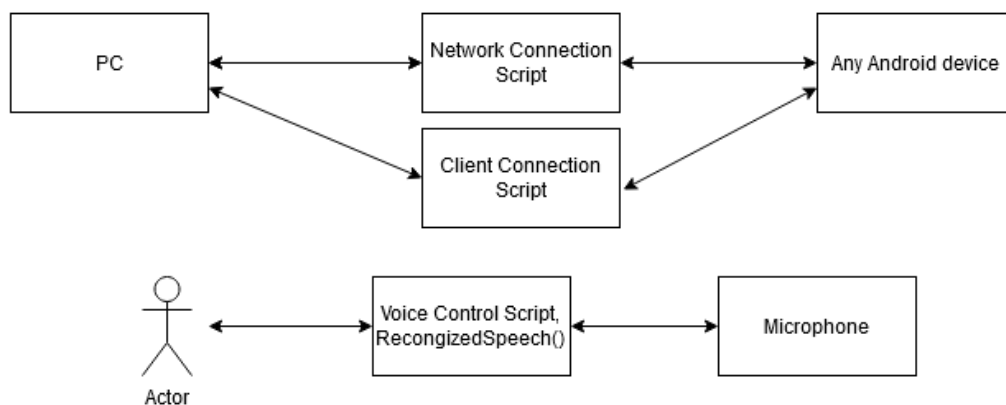 PC
Network Connection
Script
Any Android device
Client Connection
Script
Voice Control Script,
RecongizedSpeech()
Microphone
Actor